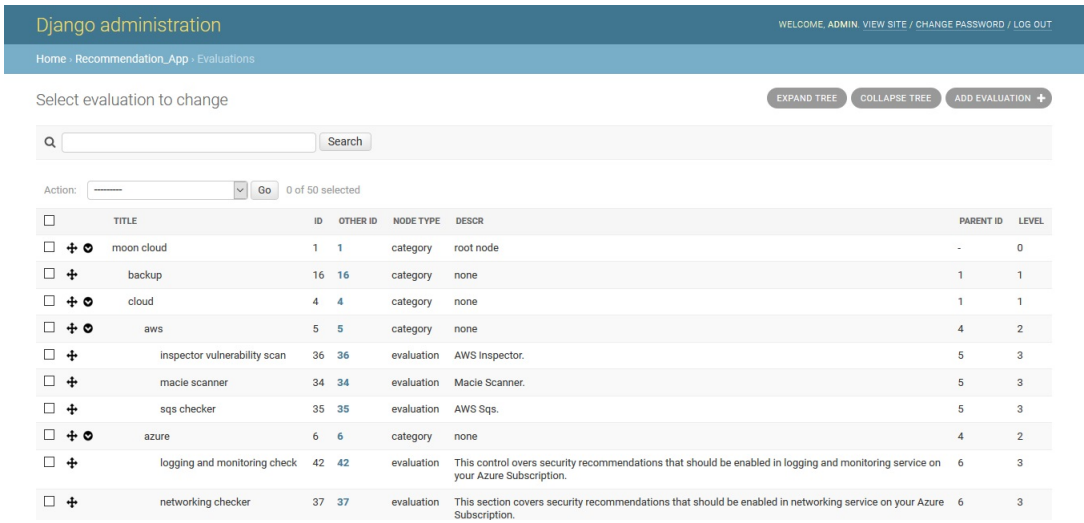 Django administration
WELCOME, ADMIN. VIEW SITE / CHANGE PASSWORD / LOG OUT
Home › Recommendation_App › Evaluations
Select evaluation to change
EXPAND TREE COLLAPSE TREE ADD EVALUATION +
Search
Action: --------- Go 0 of 50 selected
TITLE ID OTHER ID NODE TYPE DESCR PARENT ID LEVEL
moon cloud 1 1 category root node - 0
backup 16 16 category none 1 1
cloud 4 4 category none 1 1
aws 5 5 category none 4 2
inspector vulnerability scan 36 36 evaluation AWS Inspector. 5 3
macie scanner 34 34 evaluation Macie Scanner. 5 3
sqs checker 35 35 evaluation AWS Sqs. 5 3
azure 6 6 category none 4 2
logging and monitoring check 42 42 evaluation This control overs security recommendations that should be enabled in logging and monitoring service on 6 3
your Azure Subscription.
networking checker 37 37 evaluation This section covers security recommendations that should be enabled in networking service on your Azure 6 3
Subscription.